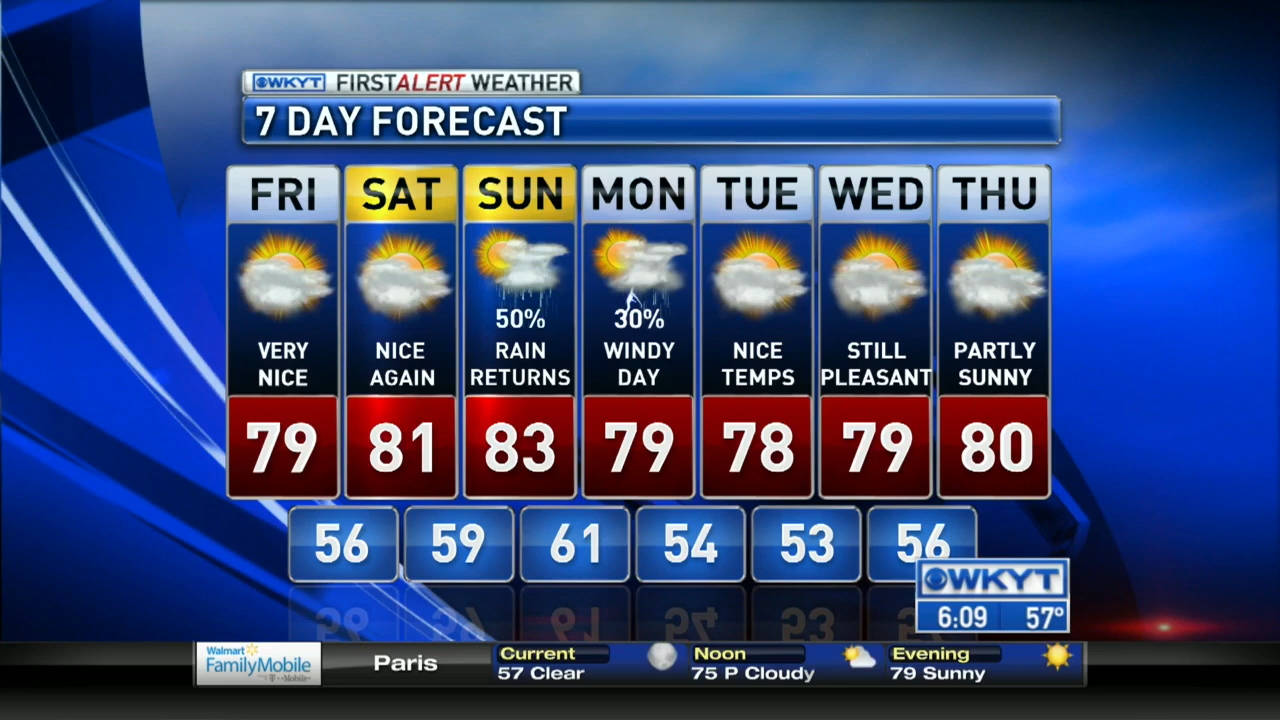 WKYT FIRSTALERT WEATHER
7 DAY FORECAST
FRI SAT SUN MON TUE WED THU
50% 30%
VERY NICE RAIN WINDY NICE STILL PARTLY
NICE AGAIN RETURNS DAY TEMPS PLEASANT SUNNY
79 81 83 79 78 79 80
56 59 61 54 53 56
WKYT
6:09 57°
Walmart
FamilyMobile
T-Mobile
Paris
Current
57 Clear
Noon
75 P Cloudy
Evening
79 Sunny